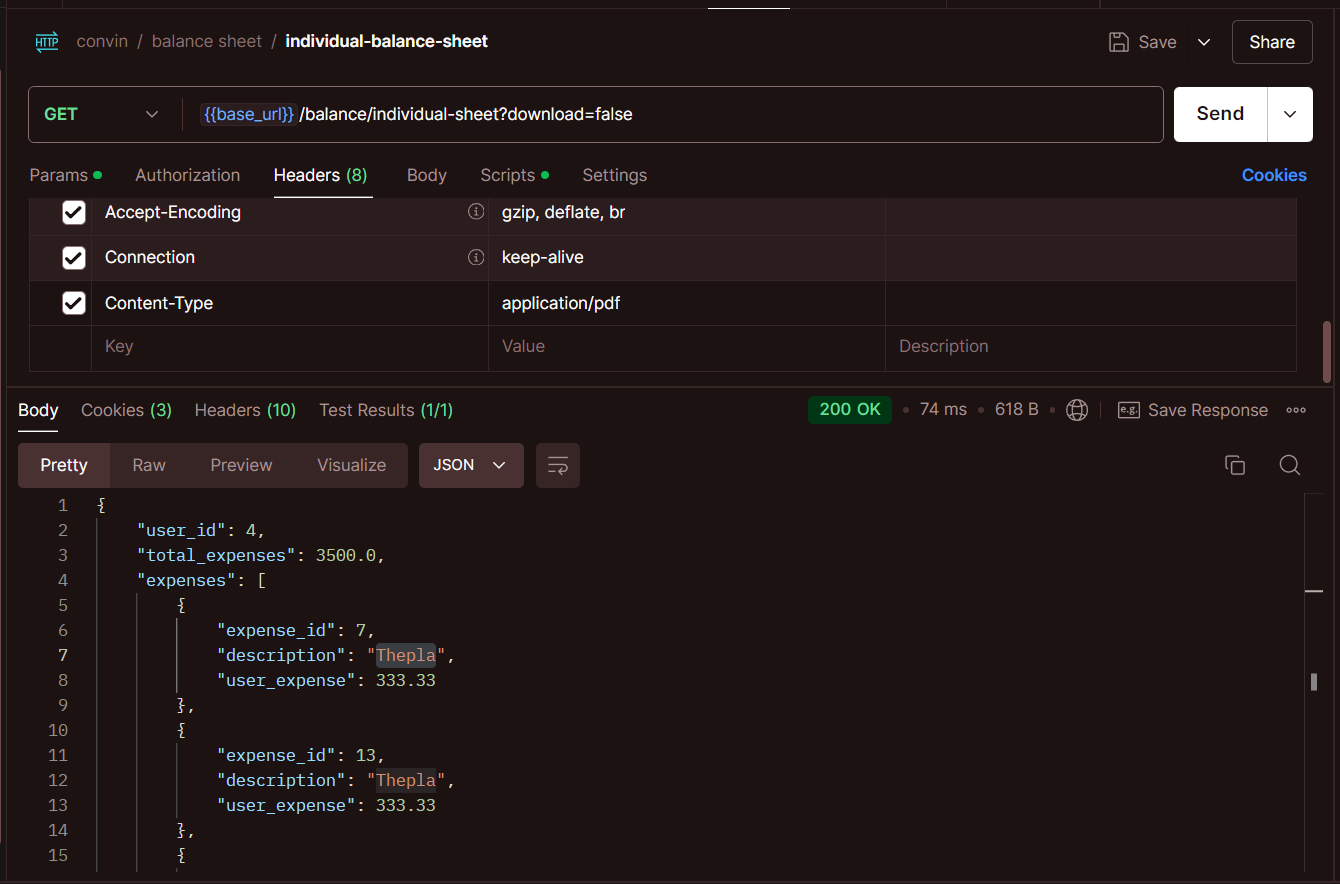 HTTP convin / balance sheet / individual-balance-sheet Save Share
GET {{base_url}}/balance/individual-sheet?download=false Send
Params Authorization Headers (8) Body Scripts Settings Cookies
Accept-Encoding gzip, deflate, br
Connection keep-alive
Content-Type application/pdf
Key Value Description
Body Cookies (3) Headers (10) Test Results (1/1) 200 OK 74 ms 618 B e.g. Save Response
Pretty Raw Preview Visualize JSON
1 {
2 "user_id": 4,
3 "total_expenses": 3500.0,
4 "expenses": [
5 {
6 "expense_id": 7,
7 "description": "Thepla",
8 "user_expense": 333.33
9 },
10 {
11 "expense_id": 13,
12 "description": "Thepla",
13 "user_expense": 333.33
14 },
15 {